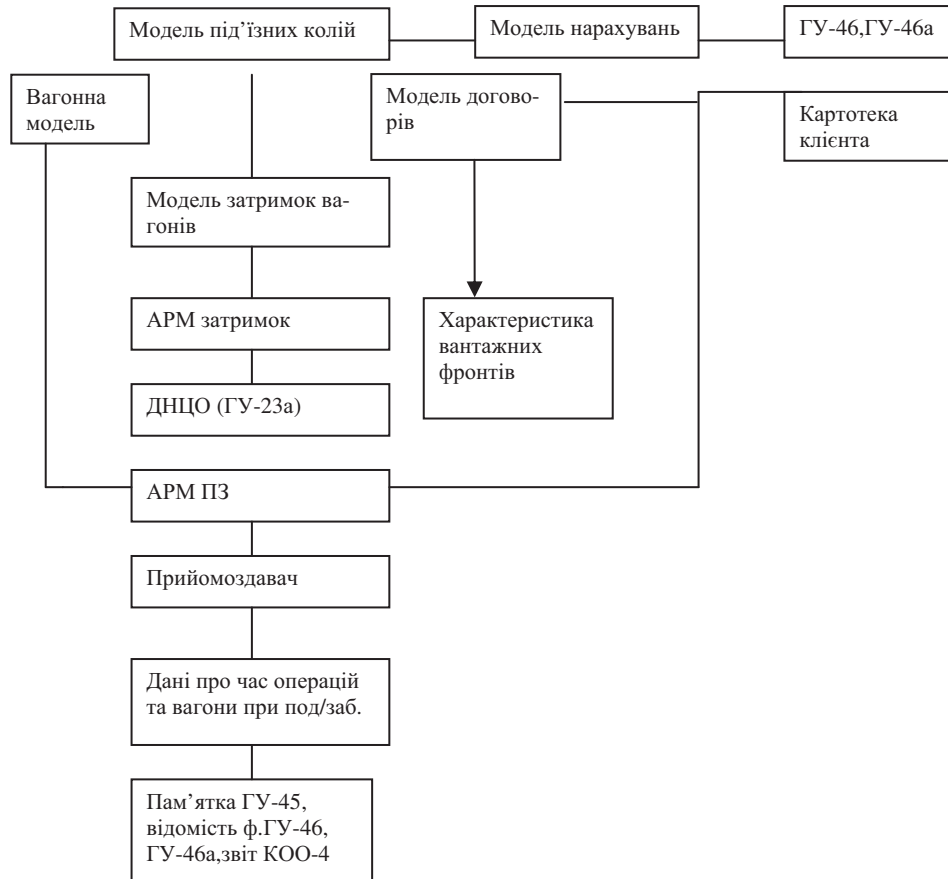 Модель під’їзних колій
Модель нарахувань
ГУ-46,ГУ-46а
Вагонна
модель
Модель догово-
рів
Картотека
клієнта
Модель затримок ва-
гонів
АРМ затримок
Характеристика
вантажних
фронтів
ДНЦО (ГУ-23а)
АРМ ПЗ
Прийомоздавач
Дані про час операцій
та вагони при под/заб.
Пам’ятка ГУ-45,
відомість ф.ГУ-46,
ГУ-46а,звіт КОО-4